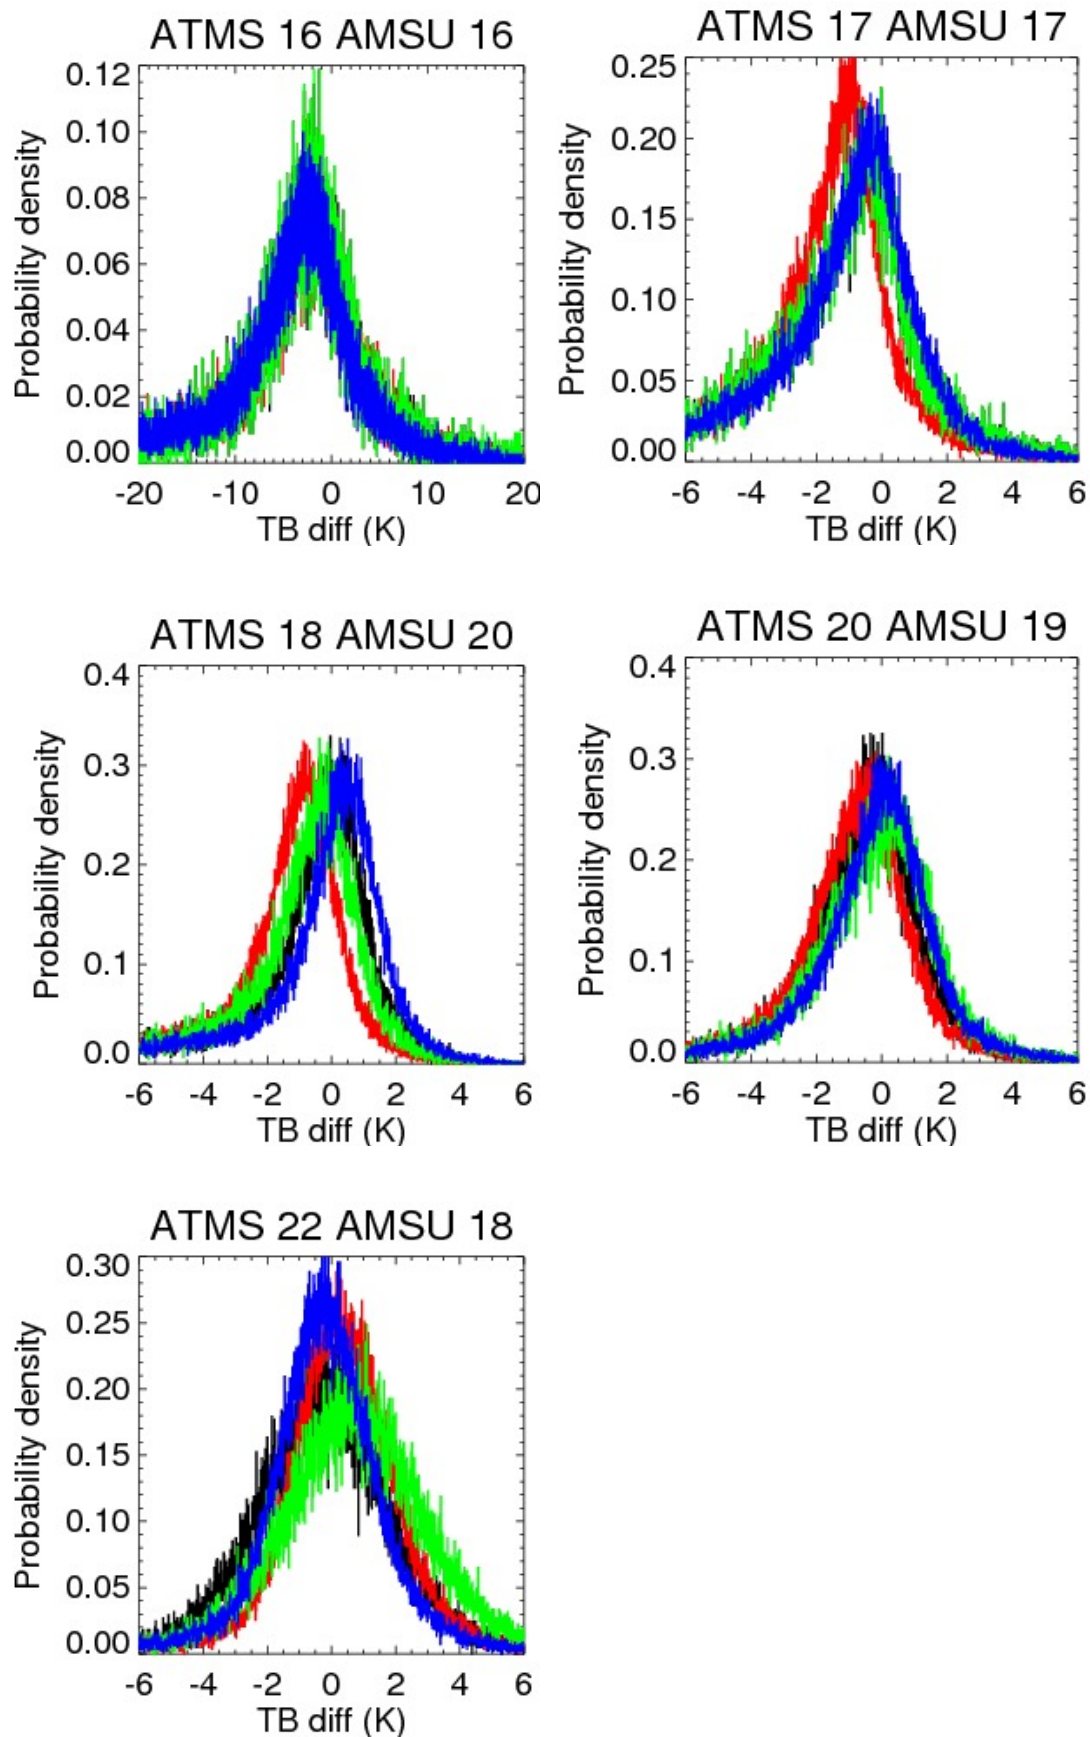 ATMS 16 AMSU 16
0.12
0.10
0.08
0.06
0.04
0.02
0.00
Probability density
-20 -10 0 10 20
TB diff (K)
ATMS 17 AMSU 17
0.25
0.20
0.15
0.10
0.05
0.00
Probability density
-6 -4 -2 0 2 4 6
TB diff (K)
ATMS 18 AMSU 20
0.4
0.3
0.2
0.1
0.0
Probability density
-6 -4 -2 0 2 4 6
TB diff (K)
ATMS 20 AMSU 19
0.4
0.3
0.2
0.1
0.0
Probability density
-6 -4 -2 0 2 4 6
TB diff (K)
ATMS 22 AMSU 18
0.30
0.25
0.20
0.15
0.10
0.05
0.00
Probability density
-6 -4 -2 0 2 4 6
TB diff (K)